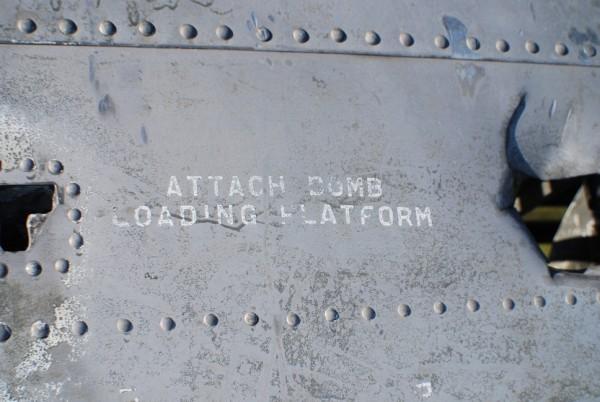 ATTACH BOMB
LOADING PLATFORM